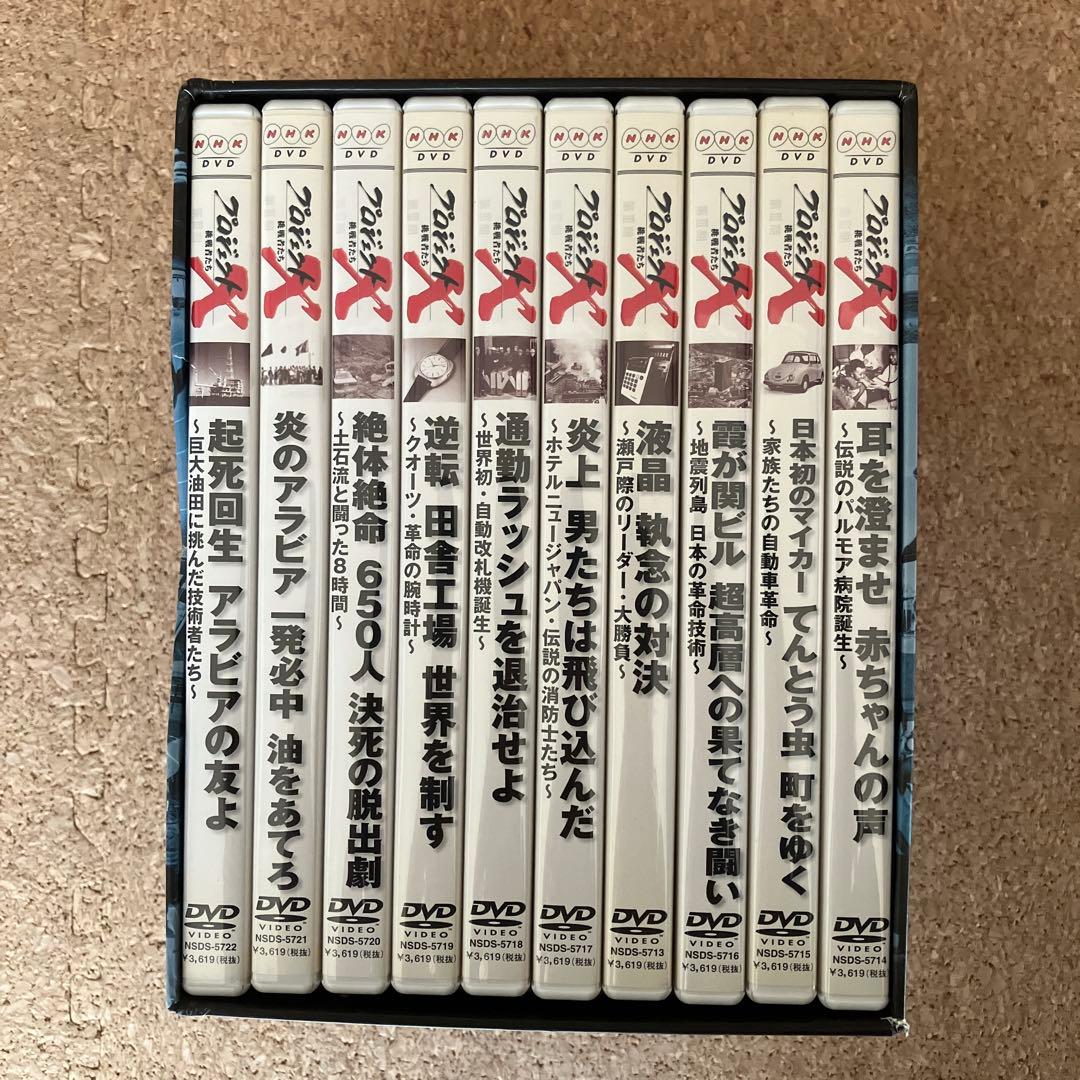 NHK
DVD
プロジェクトX
挑戦者たち
起死回生 アラビアの友よ
～巨大油田に挑んだ技術者たち～
DVD
VIDEO
NSDS-5722
¥3,619(税抜)
NHK
DVD
プロジェクトX
挑戦者たち
炎のアラビア 一発必中 油をあてろ
DVD
VIDEO
NSDS-5721
¥3,619(税抜)
NHK
DVD
プロジェクトX
挑戦者たち
絶体絶命 650人 決死の脱出劇
～土石流と闘った8時間～
DVD
VIDEO
NSDS-5720
¥3,619(税抜)
NHK
DVD
プロジェクトX
挑戦者たち
逆転 田舎工場 世界を制す
～クオーツ・革命の腕時計～
DVD
VIDEO
NSDS-5719
¥3,619(税抜)
NHK
DVD
プロジェクトX
挑戦者たち
通勤ラッシュを退治せよ
～世界初・自動改札機誕生～
DVD
VIDEO
NSDS-5718
¥3,619(税抜)
NHK
DVD
プロジェクトX
挑戦者たち
炎上 男たちは飛び込んだ
～ホテルニュージャパン・伝説の消防士たち～
DVD
VIDEO
NSDS-5717
¥3,619(税抜)
NHK
DVD
プロジェクトX
挑戦者たち
液晶 執念の対決
～瀬戸際のリーダー・大勝負～
DVD
VIDEO
NSDS-5713
¥3,619(税抜)
NHK
DVD
プロジェクトX
挑戦者たち
霞が関ビル 超高層への果てなき闘い
～地震列島 日本の革命技術～
DVD
VIDEO
NSDS-5716
¥3,619(税抜)
NHK
DVD
プロジェクトX
挑戦者たち
日本初のマイカー てんとう虫 町をゆく
～家族たちの自動車革命～
DVD
VIDEO
NSDS-5715
¥3,619(税抜)
NHK
DVD
プロジェクトX
挑戦者たち
耳を澄ませ 赤ちゃんの声
～伝説のパルモア病院誕生～
DVD
VIDEO
NSDS-5714
¥3,619(税抜)